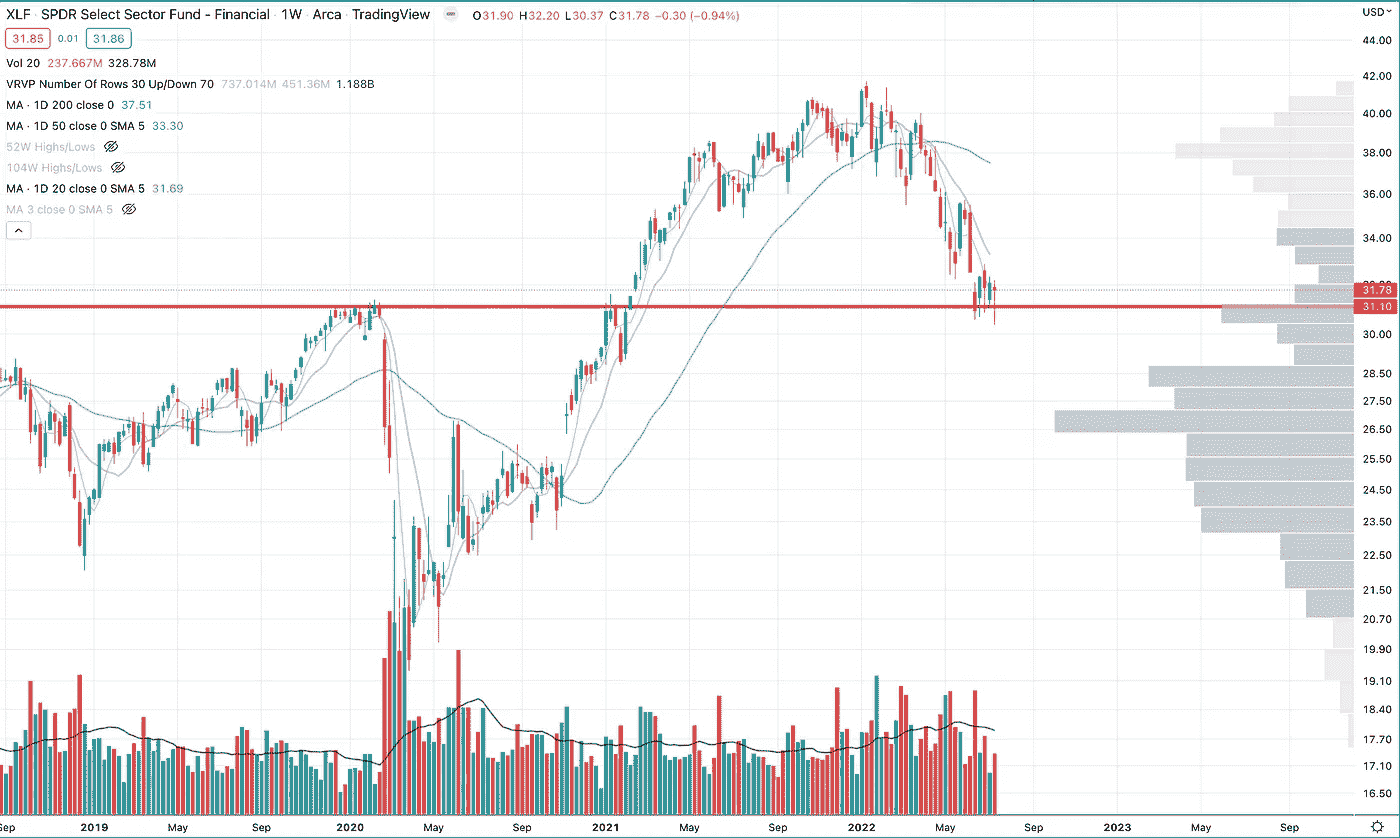 XLF · SPDR Select Sector Fund - Financial · 1W · Arca · TradingView O31.90 H32.20 L30.37 C31.78 −0.30 (−0.94%)
31.85 0.01 31.86
Vol 20 237.667M 328.78M
VRVP Number Of Rows 30 Up/Down 70 737.014M 451.36M 1.188B
MA · 1D 200 close 0 37.51
MA · 1D 50 close 0 SMA 5 33.30
52W Highs/Lows
104W Highs/Lows
MA · 1D 20 close 0 SMA 5 31.69
MA 3 close 0 SMA 5
USD
44.00
42.00
40.00
38.00
36.00
34.00
31.78
31.10
30.00
28.50
27.50
26.50
25.50
24.50
23.50
22.50
21.50
20.70
19.90
19.10
18.40
17.70
17.10
16.50
Sep 2019 May Sep 2020 May Sep 2021 May Sep 2022 May Sep 2023 May Sep